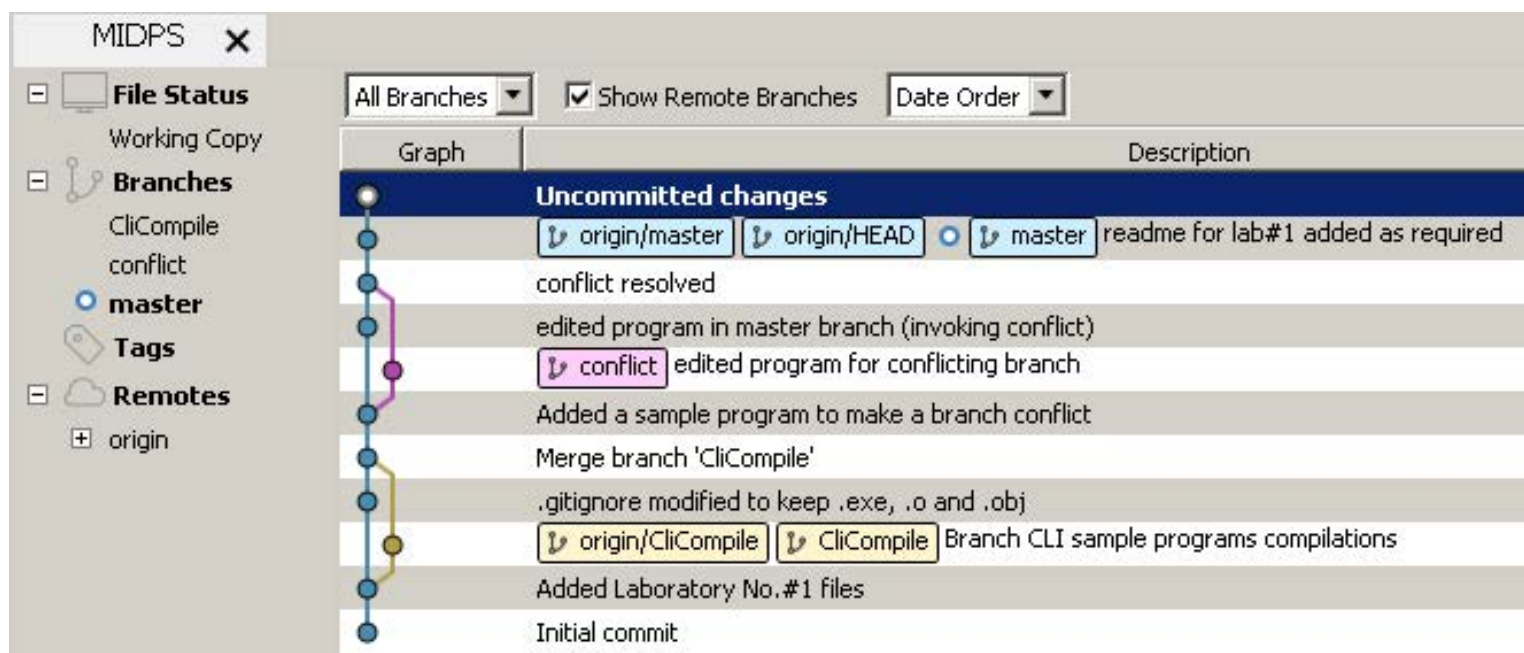 MIDPS
File Status
Working Copy
Branches
CliCompile
conflict
master
Tags
Remotes
origin
All Branches Show Remote Branches Date Order
Graph Description
Uncommitted changes
origin/master origin/HEAD master readme for lab#1 added as required
conflict resolved
edited program in master branch (invoking conflict)
conflict edited program for conflicting branch
Added a sample program to make a branch conflict
Merge branch 'CliCompile'
.gitignore modified to keep .exe, .o and .obj
origin/CliCompile CliCompile Branch CLI sample programs compilations
Added Laboratory No.#1 files
Initial commit